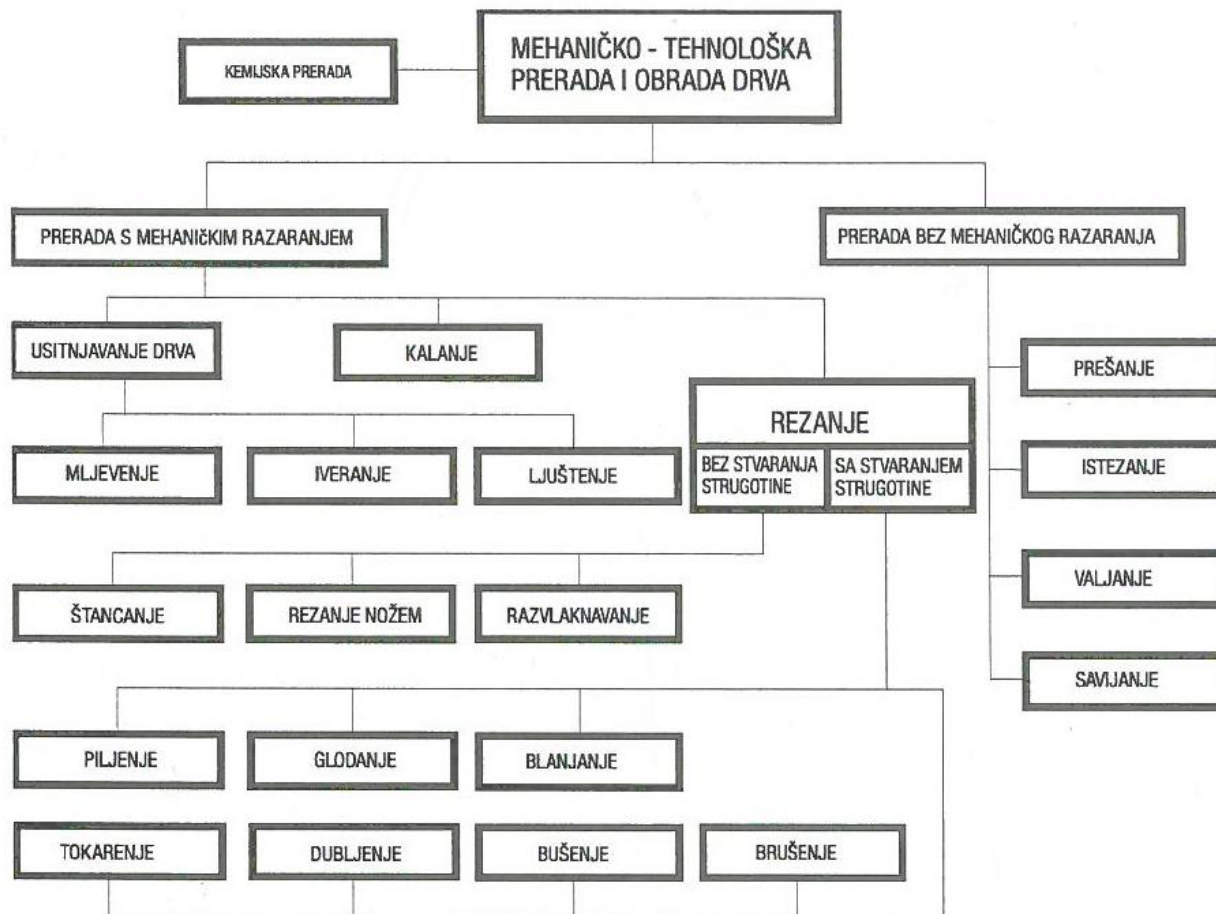 KEMIJSKA PRERADA
MEHANIČKO - TEHNOLOŠKA
PRERADA I OBRADA DRVA
PRERADA S MEHANIčKIM RAZARANJEM
PRERADA BEZ MEHANIČKOG RAZARANJA
USITNJAVANJE DRVA
KALANJE
PREŠANJE
REZANJE
BEZ STVARANJA
STRUGOTINE
SA STVARANJEM
STRUGOTINE
MLJEVENJE
IVERANJE
LJUŠTENJE
ISTEZANJE
ŠTANCANJE
REZANJE NOŽEM
RAZVLAKNAVANJE
VALJANJE
SAVIJANJE
PILJENJE
GLODANJE
BLANJANJE
TOKARENJE
DUBLJENJE
BUŠENJE
BRUŠENJE